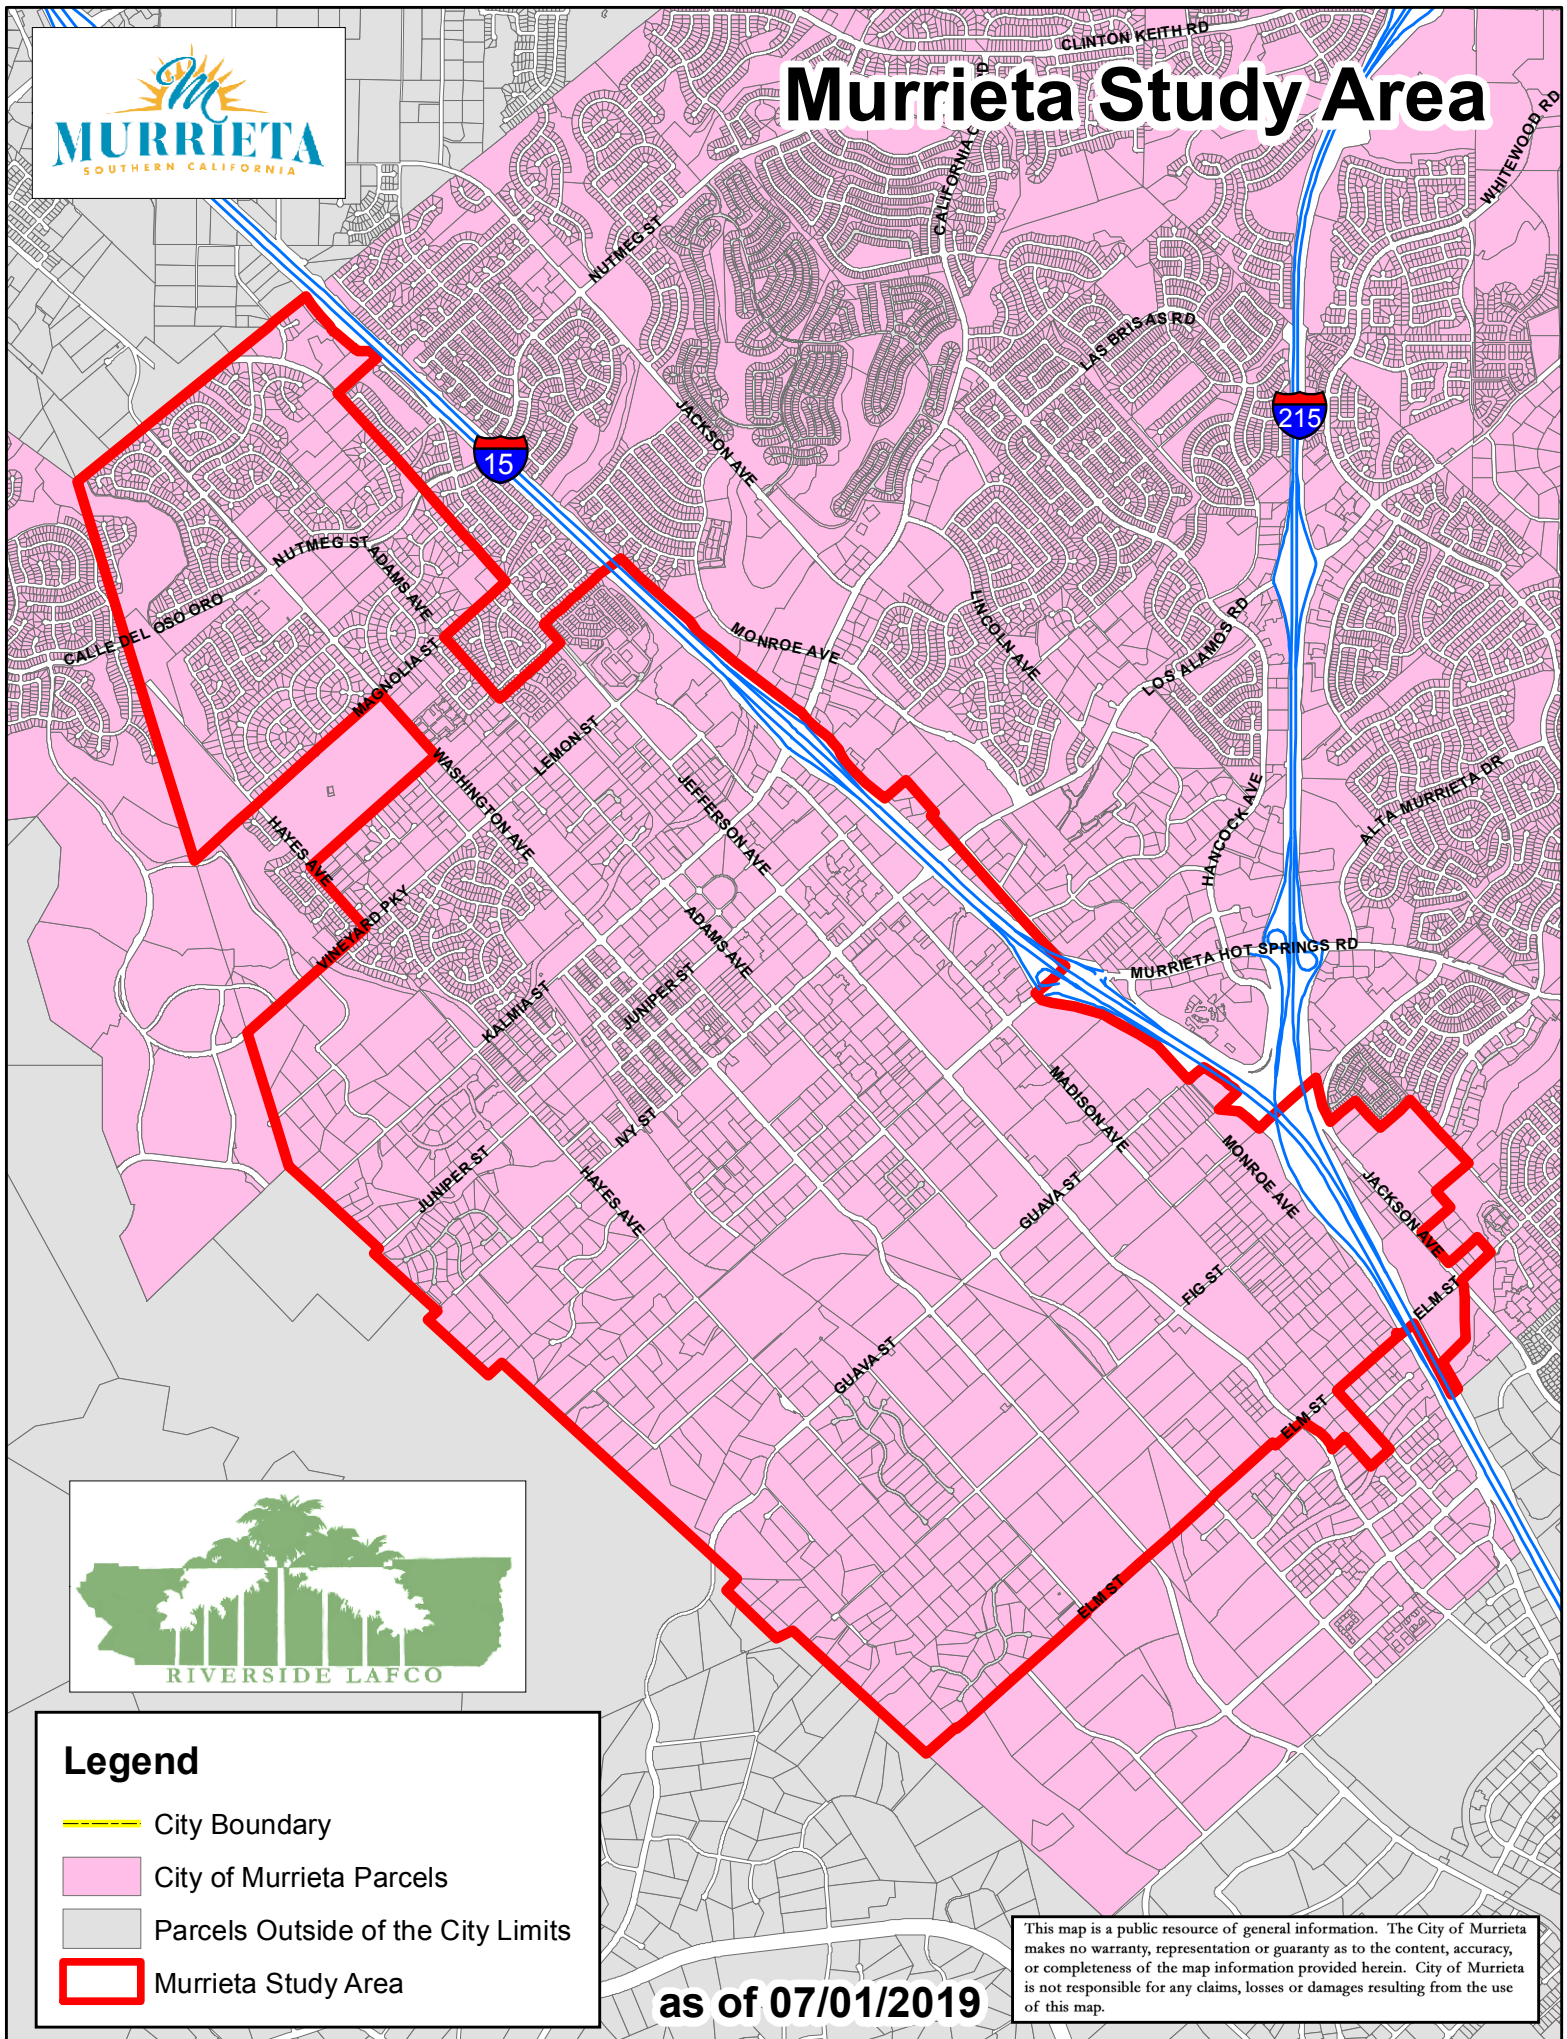 CLINTON KEITH RD
Murrieta Study Area
MURRIETA
SOUTHERN CALIFORNIA
WHITEWOOD RD
NUTMEG ST
LAS BRISAS RD
JACKSON AVE
215
15
NUTMEG ST
ADAMS AVE
CALLE DEL OSO ORO
MAGNOLIA ST
MONROE AVE
LINCOLN AVE
LOS ALAMOS RD
LEMON ST
WASHINGTON AVE
JEFFERSON AVE
HANCOCK AVE
ALTA MURRIETA DR
HAYES AVE
VINEYARD PKY
ADAMS AVE
MURRIETA HOT SPRINGS RD
KALMIA ST
JUNIPER ST
MADISON AVE
IVY ST
JUNIPER ST
HAYES AVE
GUAVA ST
MONROE AVE
JACKSON AVE
FIG ST
ELM ST
GUAVA ST
ELM ST
ELM ST
RIVERSIDE LAFCO
Legend
City Boundary
City of Murrieta Parcels
Parcels Outside of the City Limits
Murrieta Study Area
as of 07/01/2019
This map is a public resource of general information. The City of Murrieta
makes no warranty, representation or guaranty as to the content, accuracy,
or completeness of the map information provided herein. City of Murrieta
is not responsible for any claims, losses or damages resulting from the use
of this map.